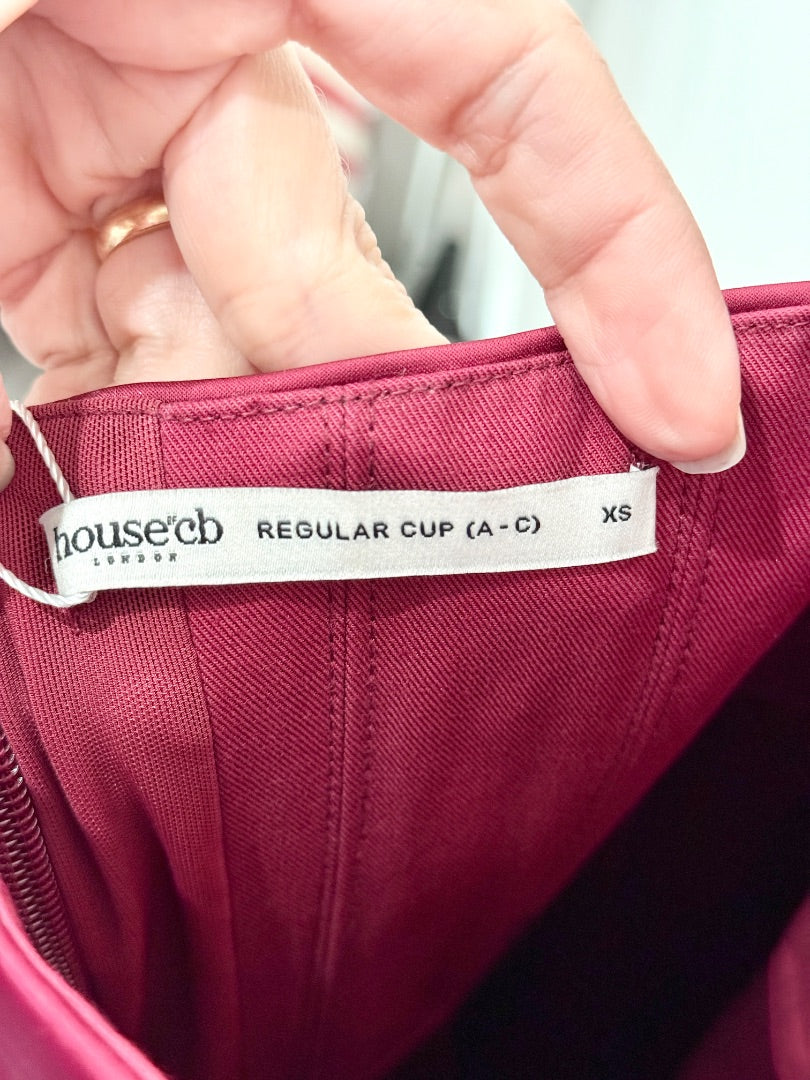 house OF cb
LONDON
REGULAR CUP (A - C)
XS